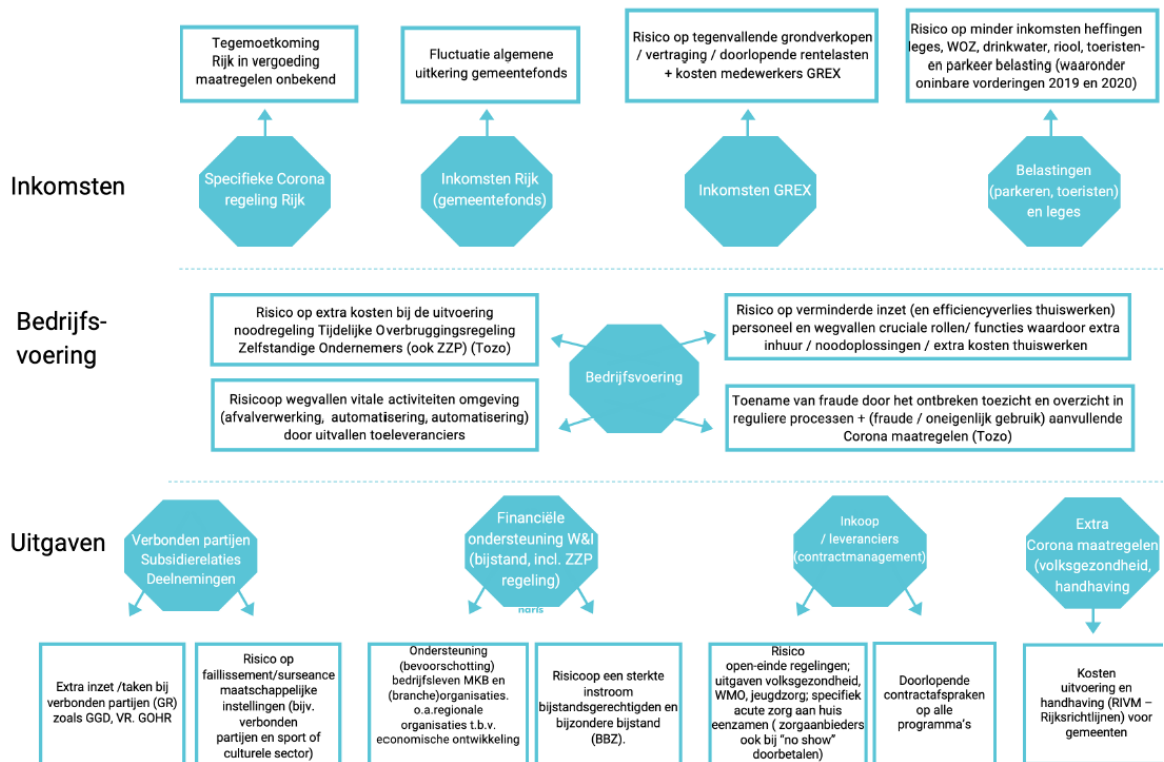 Tegemoetkoming
Rijk in vergoeding
maatregelen onbekend
Fluctuatie algemene
uitkering gemeentefonds
Risico op tegenvallende grondverkopen
/ vertraging / doorlopende rentelasten
+ kosten medewerkers GREX
Risico op minder inkomsten heffingen
leges, WOZ, drinkwater, riool, toeristen-
en parkeer belasting (waaronder
oninbare vorderingen 2019 en 2020)
Inkomsten
Specifieke Corona
regeling Rijk
Inkomsten Rijk
(gemeentefonds)
Inkomsten GREX
Belastingen
(parkeren, toeristen)
en leges
Bedrijfs-
voering
Risico op extra kosten bij de uitvoering
noodregeling Tijdelijke Overbruggingsregeling
Zelfstandige Ondernemers (ook ZZP) (Tozo)
Risico op verminderde inzet (en efficiencyverlies thuiswerken)
personeel en wegvallen cruciale rollen/ functies waardoor extra
inhuur / noodoplossingen / extra kosten thuiswerken
Bedrijfsvoering
Risicoop wegvallen vitale activiteiten omgeving
(afvalverwerking, automatisering, automatisering)
door uitvallen toeleveranciers
Toename van fraude door het ontbreken toezicht en overzicht in
reguliere processen + (fraude / oneigenlijk gebruik) aanvullende
Corona maatregelen (Tozo)
Uitgaven
Verbonden partijen
Subsidierelaties
Deelnemingen
Financiële
ondersteuning W&I
(bijstand, incl. ZZP
regeling)
naris
Inkoop
/ leveranciers
(contractmanagement)
Extra
Corona maatregelen
(volksgezondheid,
handhaving
Extra inzet /taken bij
verbonden partijen (GR)
zoals GGD, VR. GOHR
Risico op
faillissement/surseance
maatschappelijke
instellingen (bijv.
verbonden
partijen en sport of
culturele sector)
Ondersteuning
(bevoorschotting)
bedrijfsleven MKB en
(branche)organisaties.
o.a.regionale
organisaties t.b.v.
economische ontwikkeling
Risicoop een sterkte
instroom
bijstandsgerechtigden en
bijzondere bijstand
(BBZ).
Risico
open-einde regelingen;
uitgaven volksgezondheid,
WMO, jeugdzorg; specifiek
acute zorg aan huis
eenzamen ( zorgaanbieders
ook bij "no show"
doorbetalen)
Doorlopende
contractafspraken
op alle
programma's
Kosten
uitvoering en
handhaving (RIVM –
Rijksrichtlijnen) voor
gemeenten